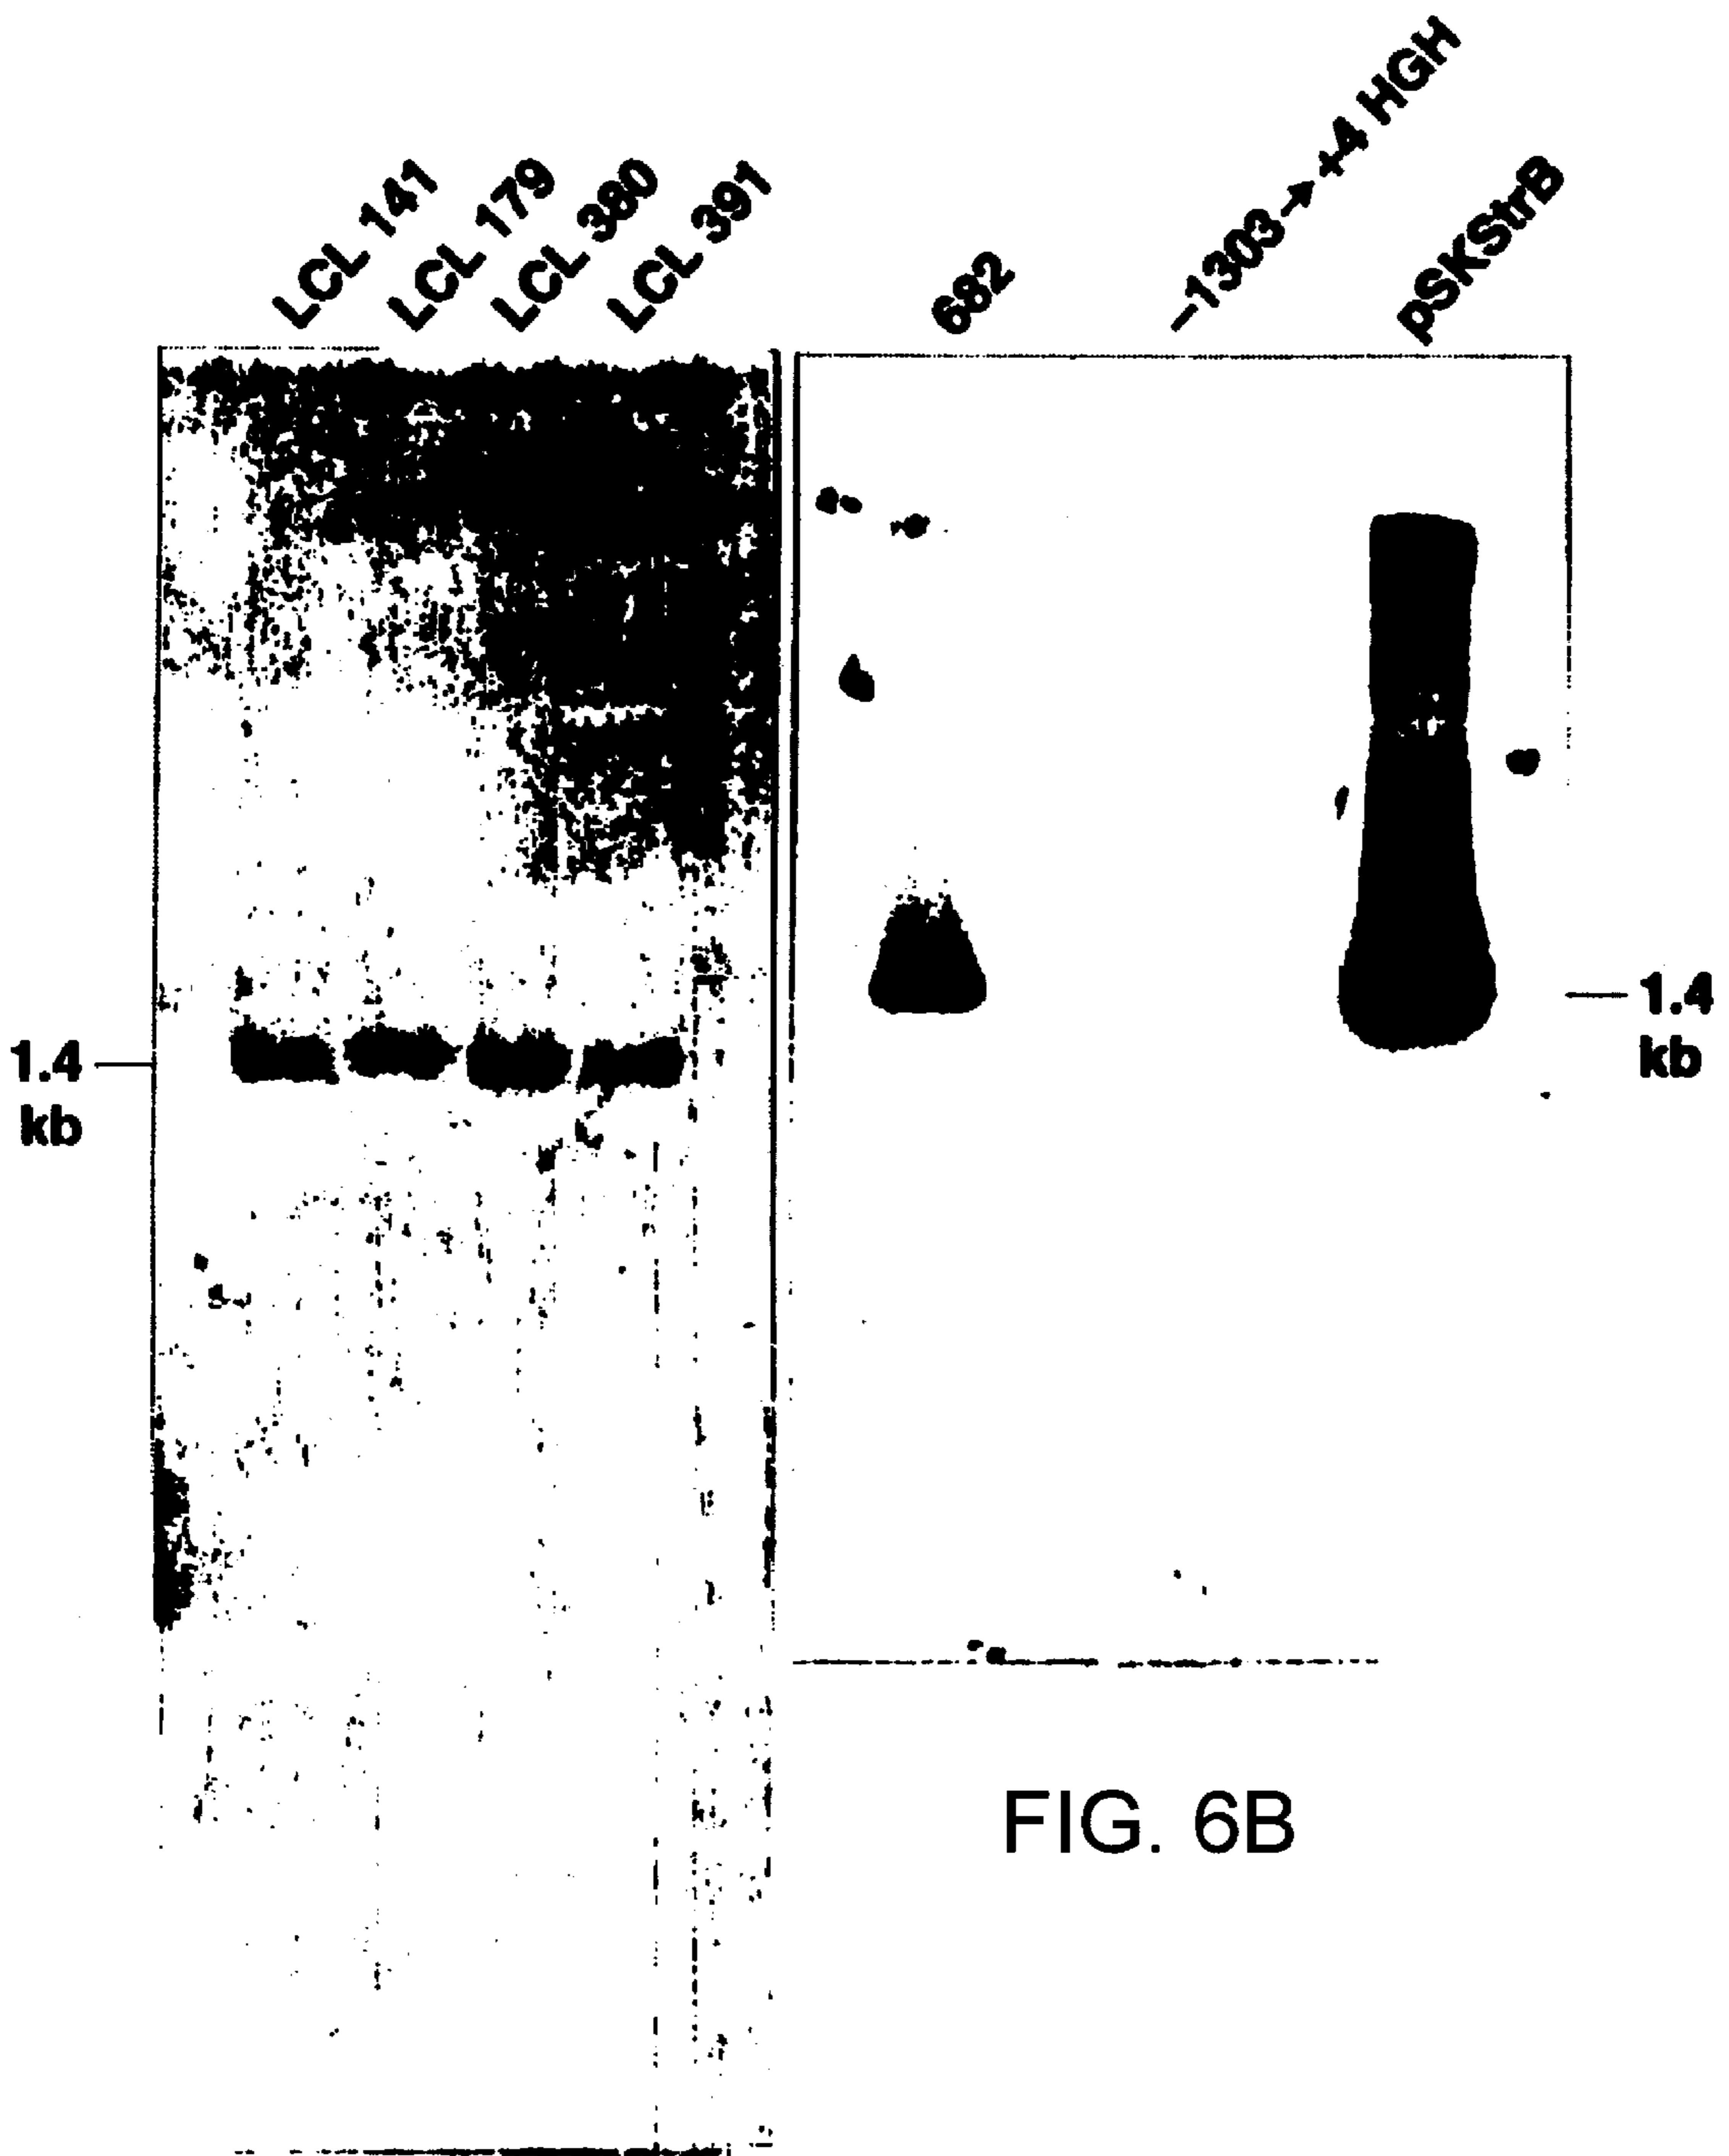 LCL 141
LCL 179
LCL 380
LCL 391
682
-1303→+4 HGH
pSKStrB
1.4
kb
1.4
kb
FIG. 6B